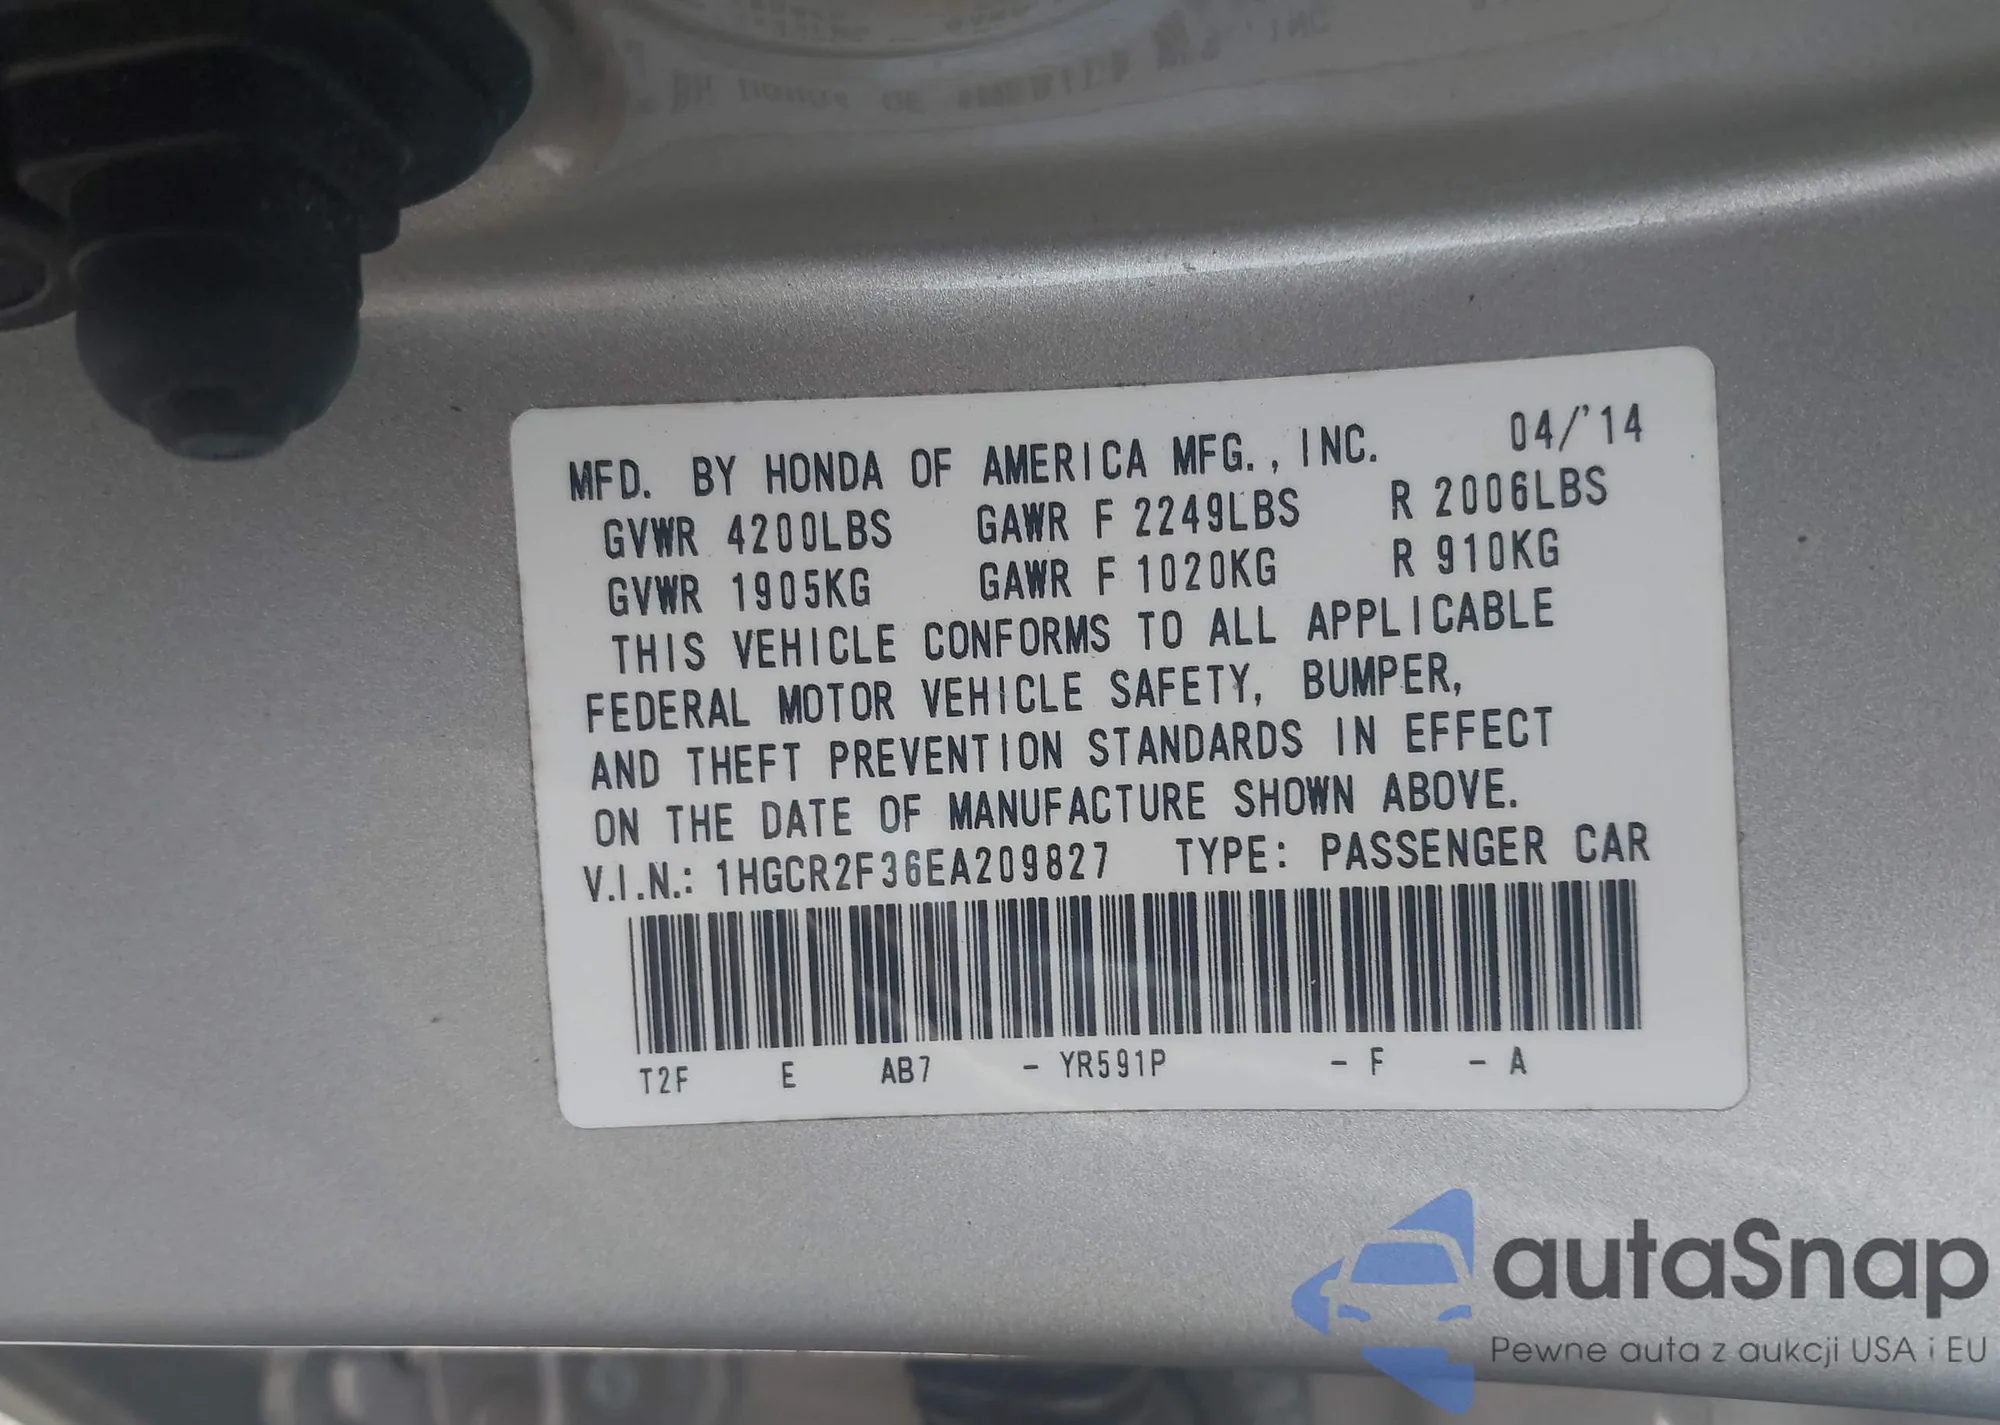 MFD. BY HONDA OF AMERICA MFG., INC. 04/'14
GVWR 4200LBS GAWR F 2249LBS R 2006LBS
GVWR 1905KG GAWR F 1020KG R 910KG
THIS VEHICLE CONFORMS TO ALL APPLICABLE
FEDERAL MOTOR VEHICLE SAFETY, BUMPER,
AND THEFT PREVENTION STANDARDS IN EFFECT
ON THE DATE OF MANUFACTURE SHOWN ABOVE.
V.I.N.: 1HGCR2F36EA209827 TYPE: PASSENGER CAR
T2F E AB7 - YR591P - F - A
autaSnap
Pewne auta z aukcji USA i EU